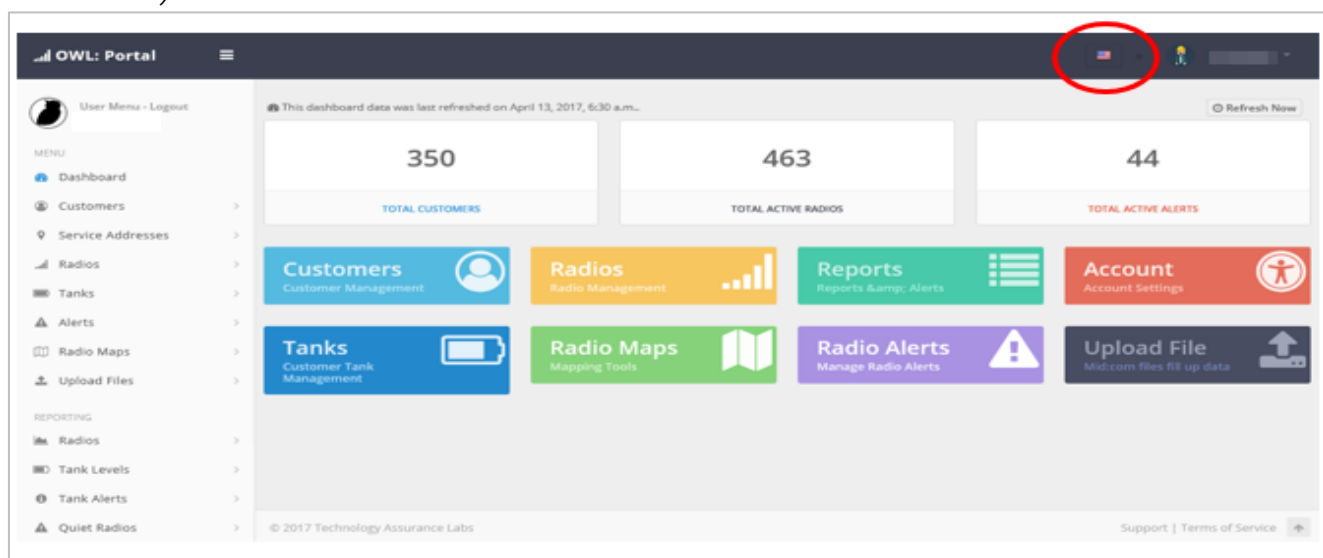 OWL: Portal
User Menu - Logout
This dashboard data was last refreshed on April 13, 2017, 6:30 a.m..
Refresh Now
350
463
44
TOTAL CUSTOMERS
TOTAL ACTIVE RADIOS
TOTAL ACTIVE ALERTS
MENU
Dashboard
Customers
Service Addresses
Radios
Tanks
Alerts
Radio Maps
Upload Files
REPORTING
Radios
Tank Levels
Tank Alerts
Quiet Radios
Customers
Customer Management
Radios
Radio Management
Reports
Reports &amp; Alerts
Account
Account Settings
Tanks
Customer Tank
Management
Radio Maps
Mapping Tools
Radio Alerts
Manage Radio Alerts
Upload File
Mid:com files fill up data
© 2017 Technology Assurance Labs
Support | Terms of Service